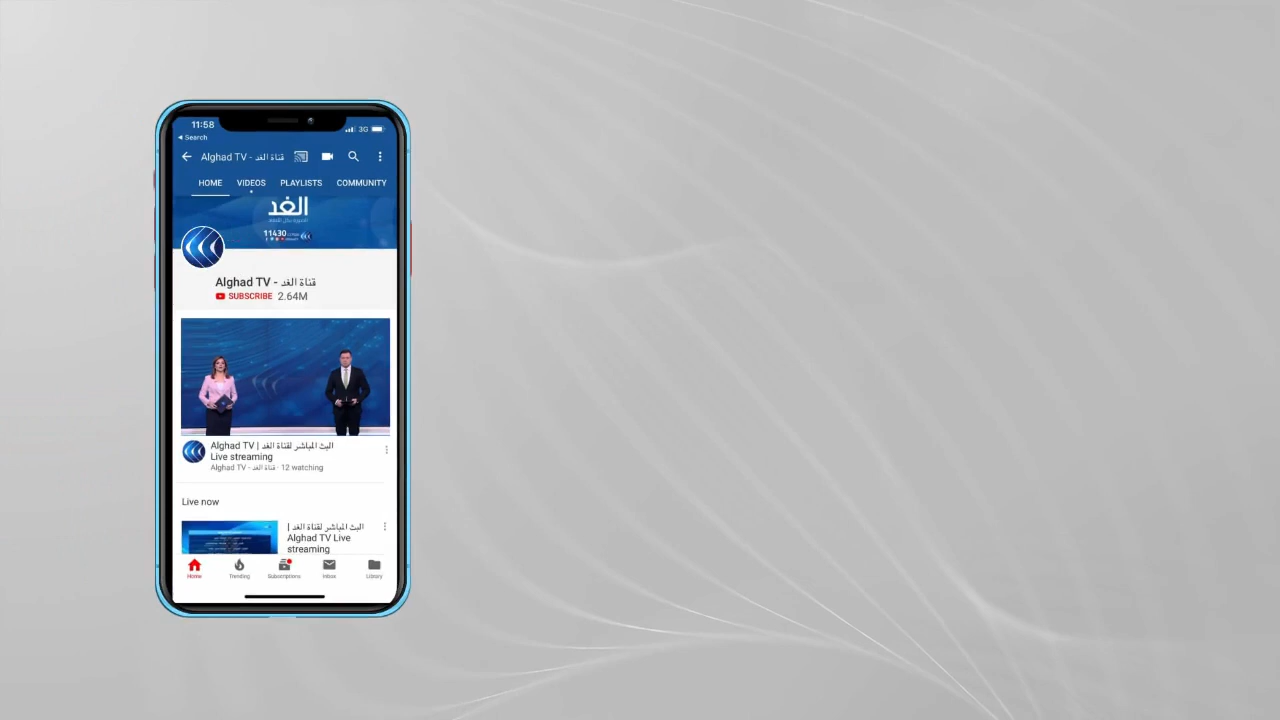 11:58
3G
Search
Alghad TV - قناة الغد
HOME VIDEOS PLAYLISTS COMMUNITY
الغد
11430
Alghad TV - قناة الغد
SUBSCRIBE 2.64M
Alghad TV | البث المباشر لقناة الغد
Live streaming
Alghad TV - قناة الغد · 12 watching
Live now
البث المباشر لقناة الغد |
Alghad TV Live
streaming
Home Trending Subscriptions Inbox Library